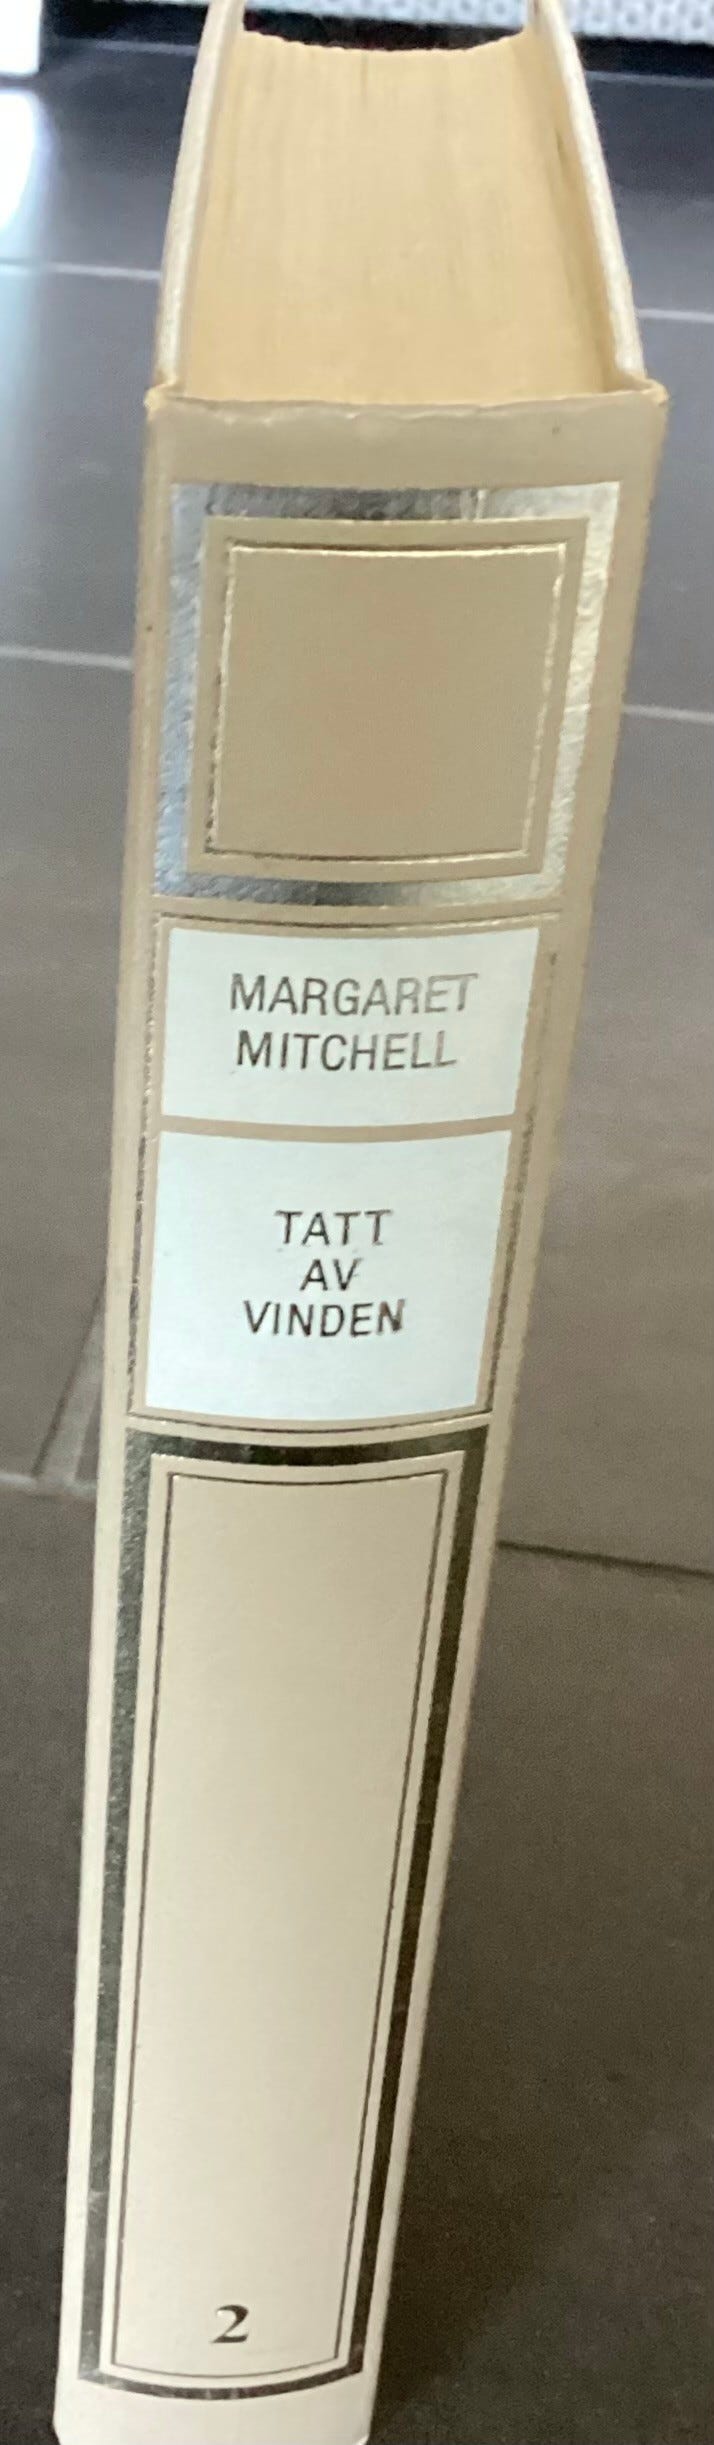 MARGARET
MITCHELL
TATT
AV
VINDEN
2